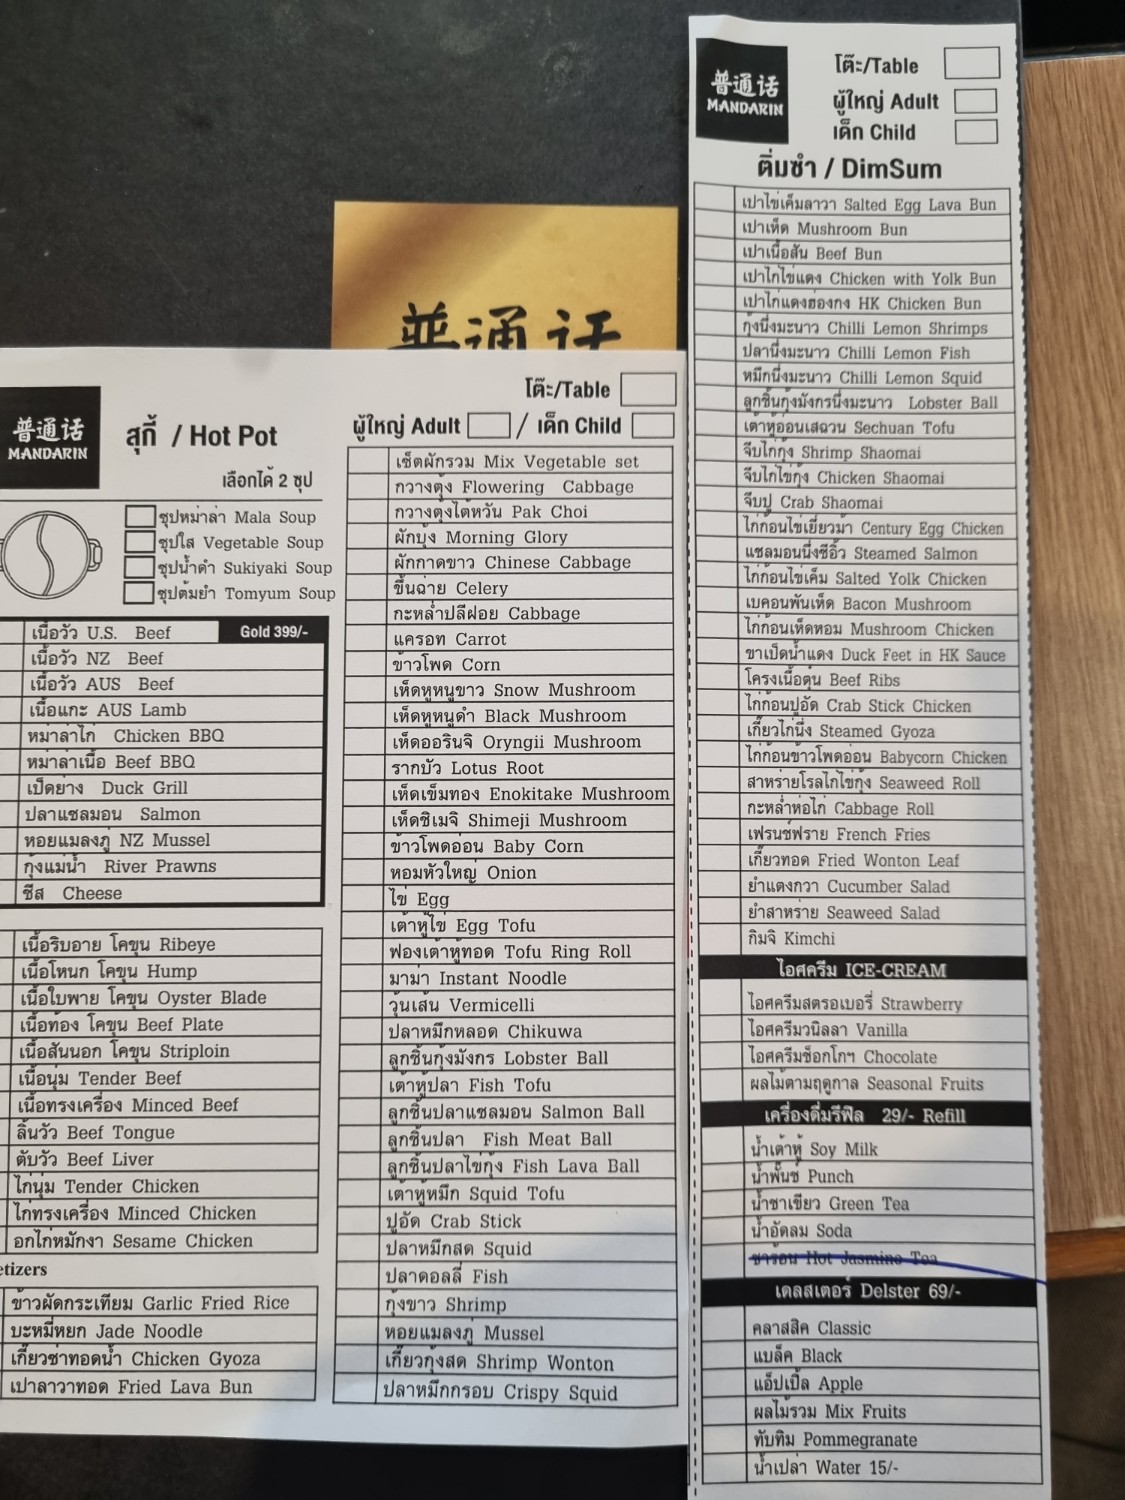 普通话
普通话
MANDARIN
สุกี้ / Hot Pot
เลือกได้ 2 ซุป
ซุปหม่าล่า Mala Soup
ซุปใส Vegetable Soup
ซุปน้ำดำ Sukiyaki Soup
ซุปต้มยำ Tomyum Soup
เนื้อวัว U.S. Beef
Gold 399/-
เนื้อวัว NZ Beef
เนื้อวัว AUS Beef
เนื้อแกะ AUS Lamb
หม่าล่าไก่ Chicken BBQ
หม่าล่าเนื้อ Beef BBQ
เป็ดย่าง Duck Grill
ปลาแซลมอน Salmon
หอยแมลงภู่ NZ Mussel
กุ้งแม่น้ำ River Prawns
ชีส Cheese
เนื้อริบอาย โคขุน Ribeye
เนื้อโหนก โคขุน Hump
เนื้อใบพาย โคขุน Oyster Blade
เนื้อท้อง โคขุน Beef Plate
เนื้อสันนอก โคขุน Striploin
เนื้อนุ่ม Tender Beef
เนื้อทรงเครื่อง Minced Beef
ลิ้นวัว Beef Tongue
ตับวัว Beef Liver
ไก่นุ่ม Tender Chicken
ไก่ทรงเครื่อง Minced Chicken
อกไก่หมักงา Sesame Chicken
etizers
ข้าวผัดกระเทียม Garlic Fried Rice
บะหมี่หยก Jade Noodle
เกี๊ยวซ่าทอดน้ำ Chicken Gyoza
เปาลาวาทอด Fried Lava Bun
โต๊ะ/Table
ผู้ใหญ่ Adult / เด็ก Child
เซ็ตผักรวม Mix Vegetable set
กวางตุ้ง Flowering Cabbage
กวางตุ้งไต้หวัน Pak Choi
ผักบุ้ง Morning Glory
ผักกาดขาว Chinese Cabbage
ขึ้นฉ่าย Celery
กะหล่ำปลีฝอย Cabbage
แครอท Carrot
ข้าวโพด Corn
เห็ดหูหนูขาว Snow Mushroom
เห็ดหูหนูดำ Black Mushroom
เห็ดออรินจิ Oryngii Mushroom
รากบัว Lotus Root
เห็ดเข็มทอง Enokitake Mushroom
เห็ดชิเมจิ Shimeji Mushroom
ข้าวโพดอ่อน Baby Corn
หอมหัวใหญ่ Onion
ไข่ Egg
เต้าหู้ไข่ Egg Tofu
ฟองเต้าหู้ทอด Tofu Ring Roll
มาม่า Instant Noodle
วุ้นเส้น Vermicelli
ปลาหมึกหลอด Chikuwa
ลูกชิ้นกุ้งมังกร Lobster Ball
เต้าหู้ปลา Fish Tofu
ลูกชิ้นปลาแซลมอน Salmon Ball
ลูกชิ้นปลา Fish Meat Ball
ลูกชิ้นปลาไข่กุ้ง Fish Lava Ball
เต้าหู้หมึก Squid Tofu
ปูอัด Crab Stick
ปลาหมึกสด Squid
ปลาดอลลี่ Fish
กุ้งขาว Shrimp
หอยแมลงภู่ Mussel
เกี๊ยวกุ้งสด Shrimp Wonton
ปลาหมึกกรอบ Crispy Squid
普通话
MANDARIN
โต๊ะ/Table
ผู้ใหญ่ Adult
เด็ก Child
ติ่มซำ / DimSum
เปาไข่เค็มลาวา Salted Egg Lava Bun
เปาเห็ด Mushroom Bun
เปาเนื้อสัน Beef Bun
เปาไก่ไข่แดง Chicken with Yolk Bun
เปาไก่แดงฮ่องกง HK Chicken Bun
กุ้งนึ่งมะนาว Chilli Lemon Shrimps
ปลานึ่งมะนาว Chilli Lemon Fish
หมึกนึ่งมะนาว Chilli Lemon Squid
ลูกชิ้นกุ้งมังกรนึ่งมะนาว Lobster Ball
เต้าหู้อ่อนเสฉวน Sechuan Tofu
จีบไก่กุ้ง Shrimp Shaomai
จีบไก่ไข่กุ้ง Chicken Shaomai
จีบปู Crab Shaomai
ไก่ก้อนไข่เยี่ยวม้า Century Egg Chicken
แซลมอนนึ่งซีอิ๊ว Steamed Salmon
ไก่ก้อนไข่เค็ม Salted Yolk Chicken
เบคอนพันเห็ด Bacon Mushroom
ไก่ก้อนเห็ดหอม Mushroom Chicken
ขาเป็ดน้ำแดง Duck Feet in HK Sauce
โครงเนื้อตุ๋น Beef Ribs
ไก่ก้อนปูอัด Crab Stick Chicken
เกี๊ยวไก่นึ่ง Steamed Gyoza
ไก่ก้อนข้าวโพดอ่อน Babycorn Chicken
สาหร่ายโรลไก่ไข่กุ้ง Seaweed Roll
กะหล่ำห่อไก่ Cabbage Roll
เฟรนช์ฟราย French Fries
เกี๊ยวทอด Fried Wonton Leaf
ยำแตงกวา Cucumber Salad
ยำสาหร่าย Seaweed Salad
กิมจิ Kimchi
ไอศครีม ICE-CREAM
ไอศครีมสตรอเบอรี่ Strawberry
ไอศครีมวนิลลา Vanilla
ไอศครีมช็อกโกฯ Chocolate
ผลไม้ตามฤดูกาล Seasonal Fruits
เครื่องดื่มรีฟิล 29/- Refill
น้ำเต้าหู้ Soy Milk
น้ำพั้นช์ Punch
น้ำชาเขียว Green Tea
น้ำอัดลม Soda
ชาร้อน Hot Jasmine Tea
เดลสเตอร์ Delster 69/-
คลาสสิค Classic
แบล็ค Black
แอ็ปเปิ้ล Apple
ผลไม้รวม Mix Fruits
ทับทิม Pommegranate
น้ำเปล่า Water 15/-